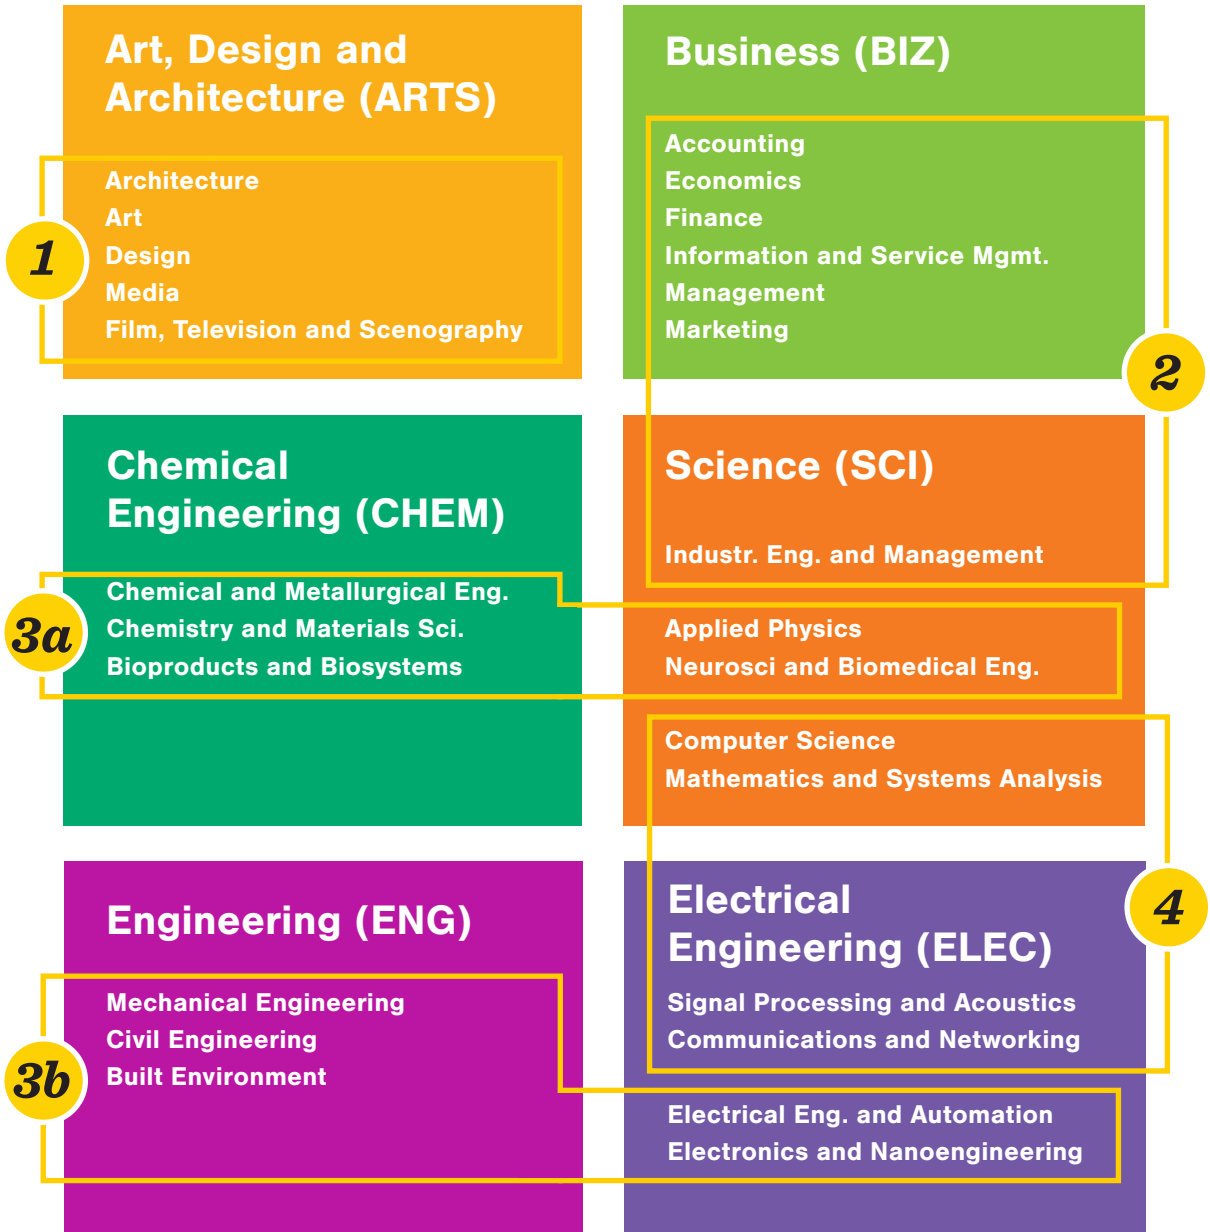 Art, Design and
Architecture (ARTS)
Architecture
Art
Design
Media
Film, Television and Scenography
1
Business (BIZ)
Accounting
Economics
Finance
Information and Service Mgmt.
Management
Marketing
2
Chemical
Engineering (CHEM)
Chemical and Metallurgical Eng.
Chemistry and Materials Sci.
Bioproducts and Biosystems
3a
Science (SCI)
Industr. Eng. and Management
Applied Physics
Neurosci and Biomedical Eng.
Computer Science
Mathematics and Systems Analysis
Engineering (ENG)
Mechanical Engineering
Civil Engineering
Built Environment
3b
Electrical
Engineering (ELEC)
4
Signal Processing and Acoustics
Communications and Networking
Electrical Eng. and Automation
Electronics and Nanoengineering